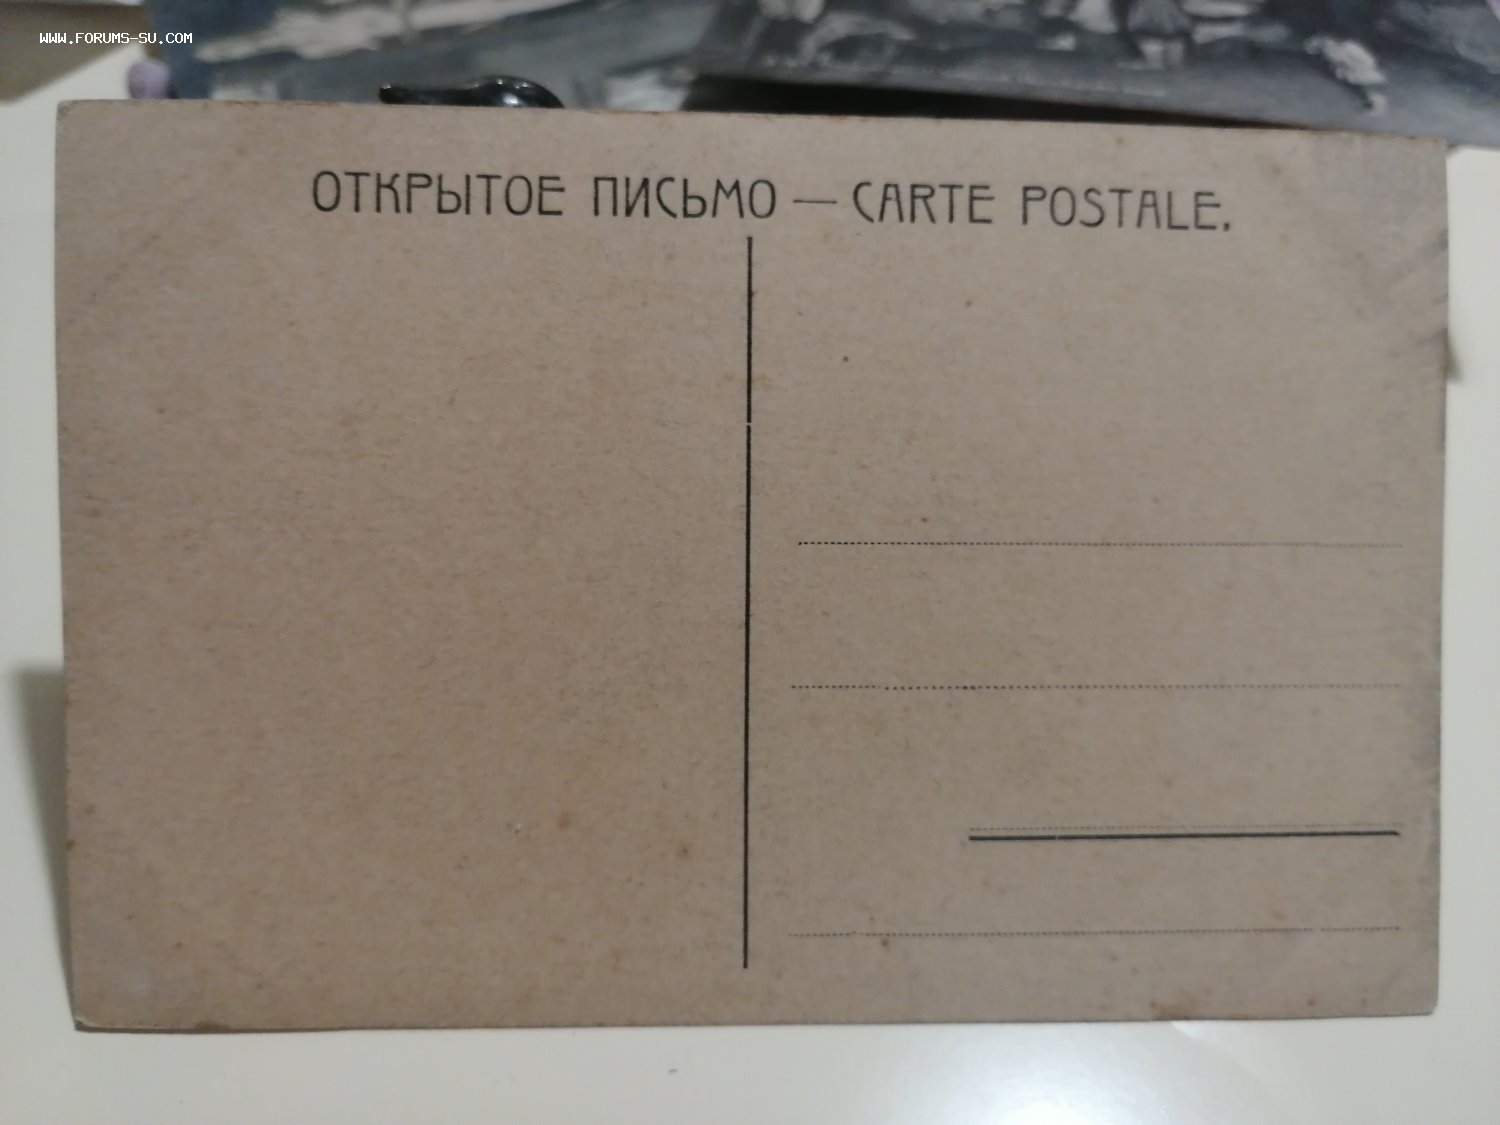 WWW.FORUMS-SU.COM
ОТКРЫТОЕ ПИСЬМО — CARTE POSTALE.